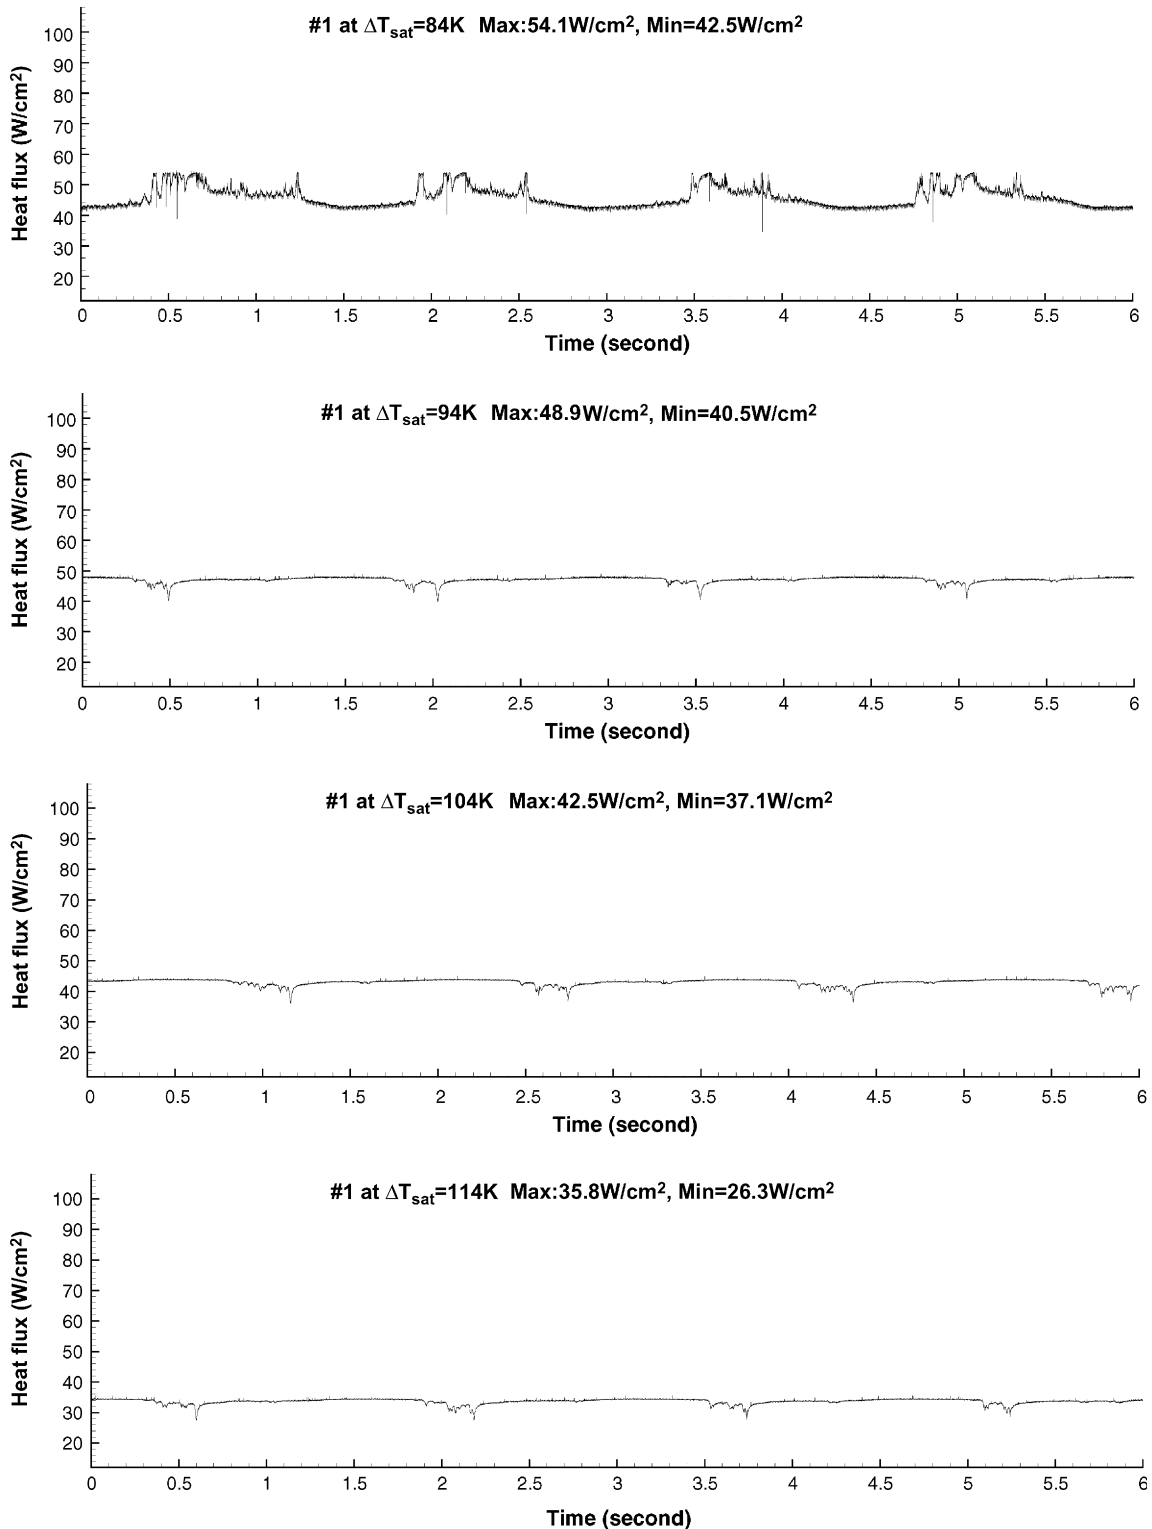 #1 at ΔTsat=84K Max:54.1W/cm², Min=42.5W/cm²
Heat flux (W/cm²)
100
90
80
70
60
50
40
30
20
0 0.5 1 1.5 2 2.5 3 3.5 4 4.5 5 5.5 6
Time (second)
#1 at ΔTsat=94K Max:48.9W/cm², Min=40.5W/cm²
Heat flux (W/cm²)
100
90
80
70
60
50
40
30
20
0 0.5 1 1.5 2 2.5 3 3.5 4 4.5 5 5.5 6
Time (second)
#1 at ΔTsat=104K Max:42.5W/cm², Min=37.1W/cm²
Heat flux (W/cm²)
100
90
80
70
60
50
40
30
20
0 0.5 1 1.5 2 2.5 3 3.5 4 4.5 5 5.5 6
Time (second)
#1 at ΔTsat=114K Max:35.8W/cm², Min=26.3W/cm²
Heat flux (W/cm²)
100
90
80
70
60
50
40
30
20
0 0.5 1 1.5 2 2.5 3 3.5 4 4.5 5 5.5 6
Time (second)